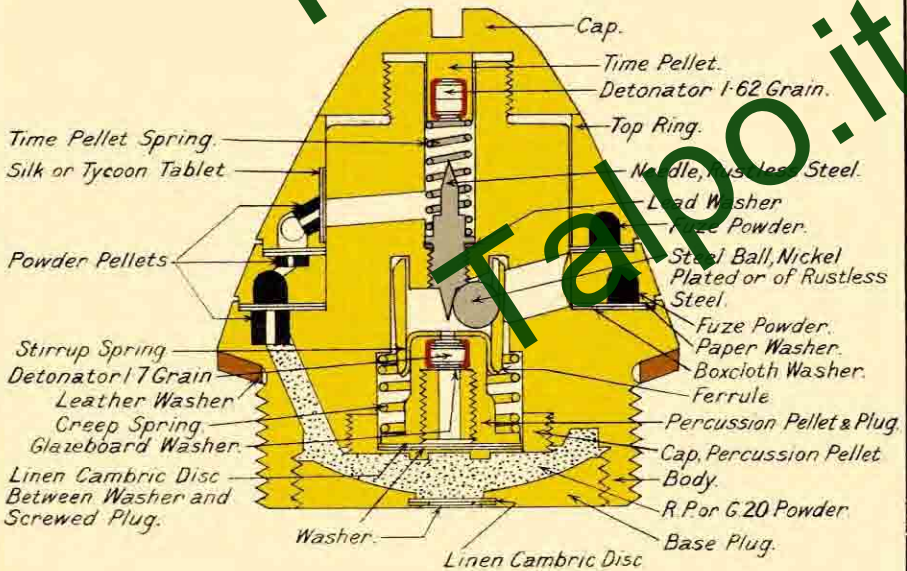 Cap.
Time Pellet.
Detonator 1·62 Grain.
Top Ring.
Needle, Rustless Steel.
Lead Washer
Fuze Powder.
Steel Ball, Nickel
Plated or of Rustless
Steel.
Fuze Powder.
Paper Washer.
Boxcloth Washer.
Ferrule
Percussion Pellet & Plug.
Cap, Percussion Pellet
Body.
R.P. or G.20 Powder.
Base Plug.
Linen Cambric Disc
Time Pellet Spring.
Silk or Tycoon Tablet
Powder Pellets
Stirrup Spring
Detonator 1·7 Grain
Leather Washer
Creep Spring.
Glazeboard Washer.
Linen Cambric Disc
Between Washer and
Screwed Plug.
Washer.
Talpo.it